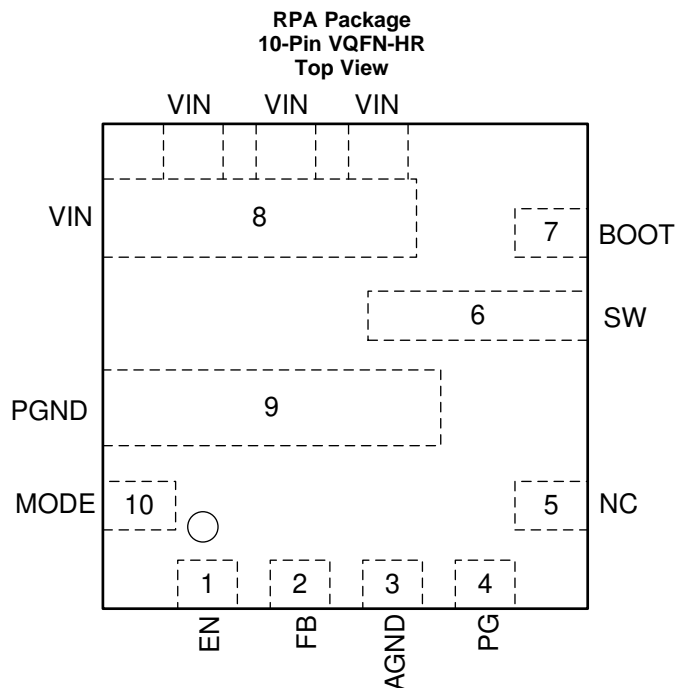 RPA Package
10-Pin VQFN-HR
Top View
VIN VIN VIN
VIN 8 7 BOOT
6 SW
PGND 9
MODE 10 5 NC
1 2 3 4
EN FB AGND PG